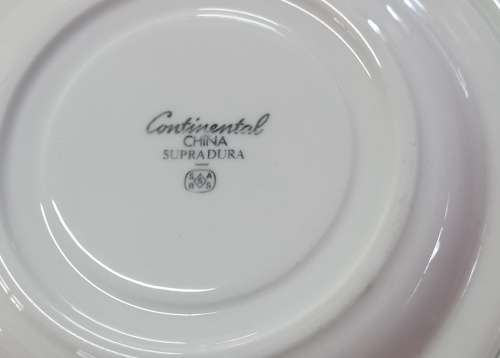 Continental
CHINA
SUPRADURA
S A
B S